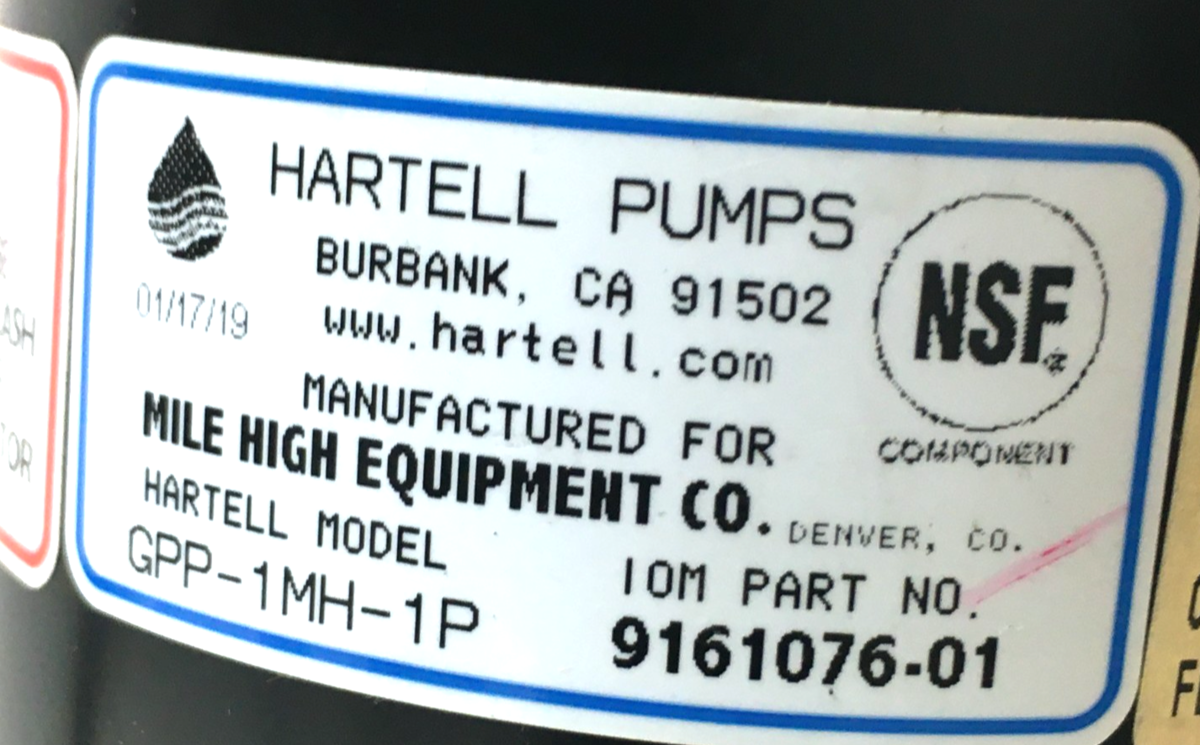 HARTELL PUMPS
BURBANK, CA 91502
01/17/19
www.hartell.com
NSF®
COMPONENT
MANUFACTURED FOR
MILE HIGH EQUIPMENT CO. DENVER, CO.
HARTELL MODEL
GPP-1MH-1P
IOM PART NO.
9161076-01